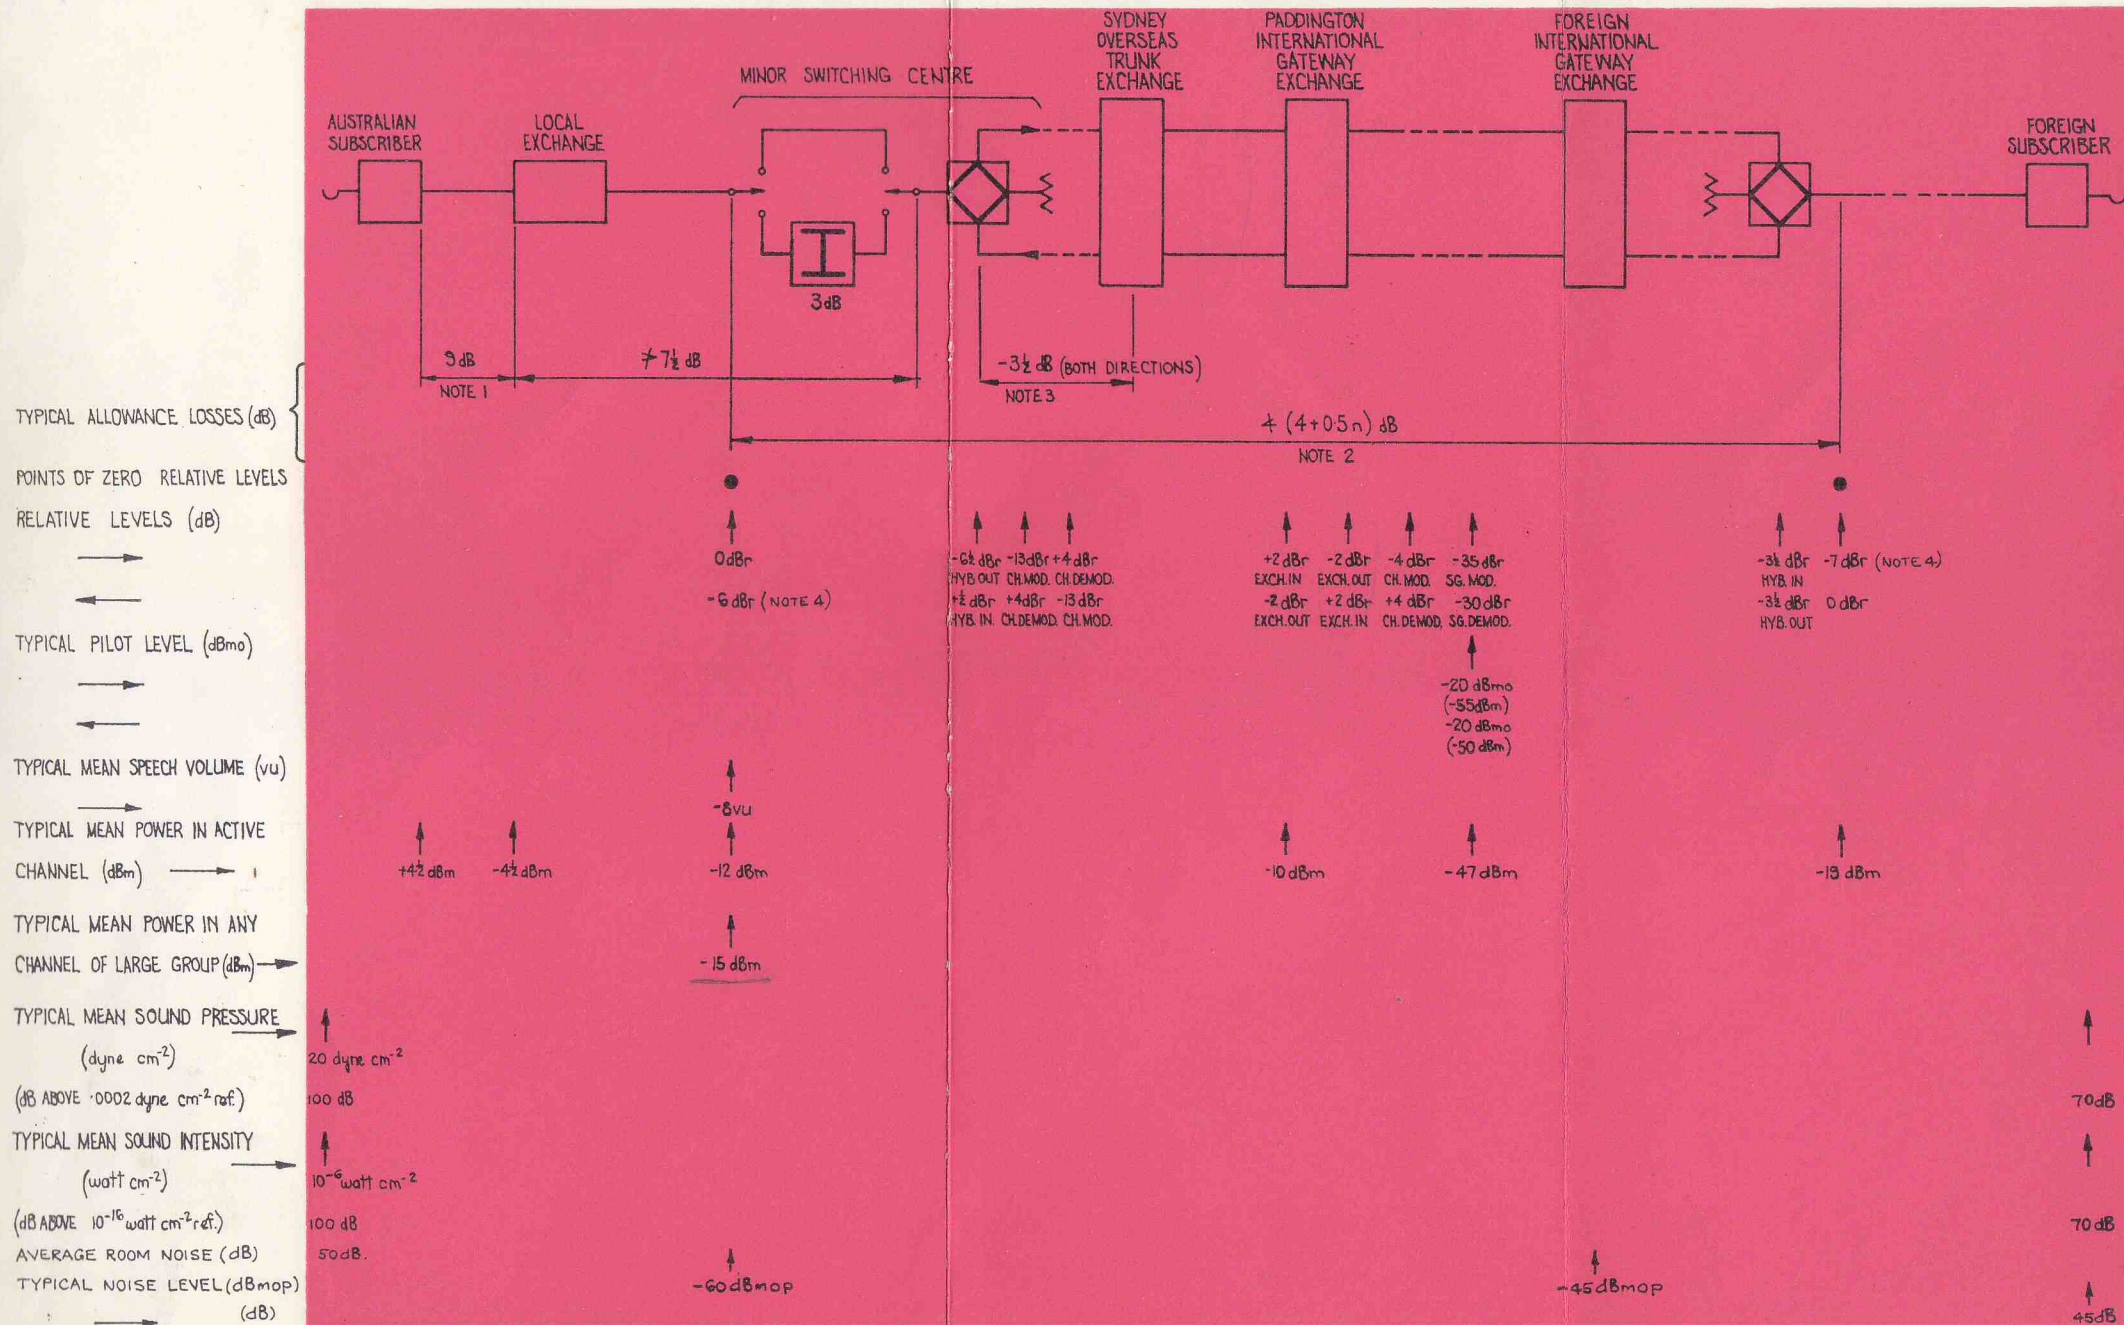 SYDNEY
OVERSEAS
TRUNK
EXCHANGE
PADDINGTON
INTERNATIONAL
GATEWAY
EXCHANGE
FOREIGN
INTERNATIONAL
GATEWAY
EXCHANGE
MINOR SWITCHING CENTRE
AUSTRALIAN
SUBSCRIBER
LOCAL
EXCHANGE
FOREIGN
SUBSCRIBER
3dB
9dB
NOTE 1
≯7½ dB
-3½ dB (BOTH DIRECTIONS)
NOTE 3
TYPICAL ALLOWANCE LOSSES (dB)
(4+0.5n) dB
NOTE 2
POINTS OF ZERO RELATIVE LEVELS
RELATIVE LEVELS (dB)
0dBr
-6½ dBr -13dBr +4dBr
HYB OUT CH.MOD. CH.DEMOD.
+2dBr -2dBr -4dBr -35dBr
EXCH.IN EXCH.OUT CH.MOD. SG.MOD.
-3½ dBr -7dBr (NOTE 4)
HYB. IN
-6dBr (NOTE 4)
+½ dBr +4dBr -13dBr
HYB. IN. CH.DEMOD. CH.MOD.
-2dBr +2dBr +4dBr -30dBr
EXCH.OUT EXCH.IN CH.DEMOD, SG.DEMOD.
-3½ dBr 0dBr
HYB. OUT
TYPICAL PILOT LEVEL (dBmo)
-20 dBmo
(-55dBm)
-20 dBmo
(-50 dBm)
TYPICAL MEAN SPEECH VOLUME (vu)
-8vu
TYPICAL MEAN POWER IN ACTIVE
CHANNEL (dBm)
+4½ dBm -4½ dBm -12 dBm -10 dBm -47 dBm -19 dBm
TYPICAL MEAN POWER IN ANY
CHANNEL OF LARGE GROUP (dBm)
-15 dBm
TYPICAL MEAN SOUND PRESSURE
(dyne cm⁻²)
20 dyne cm⁻²
(dB ABOVE ·0002 dyne cm⁻² ref.)
100 dB 70dB
TYPICAL MEAN SOUND INTENSITY
(watt cm⁻²)
10⁻⁶ watt cm⁻²
(dB ABOVE 10⁻¹⁶ watt cm⁻² ref.)
100 dB 70 dB
AVERAGE ROOM NOISE (dB)
50dB.
TYPICAL NOISE LEVEL (dBmop)
-60dBmop -45dBmop
(dB)
45dB